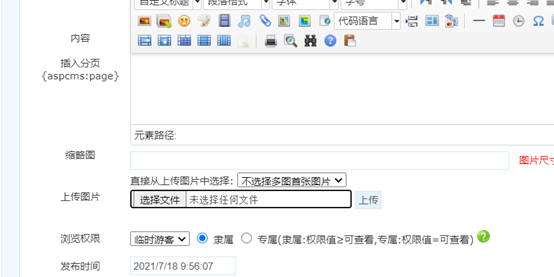 自定义标题 段落格式 字体 字号
代码语言
内容
插入分页
{aspcms:page}
元素路径:
缩略图 图片尺寸
直接从上传图片中选择: 不选择多图首张图片
上传图片 选择文件 未选择任何文件 上传
浏览权限 临时游客 隶属 专属(隶属:权限值≥可查看,专属:权限值=可查看)
发布时间 2021/7/18 9:56:07